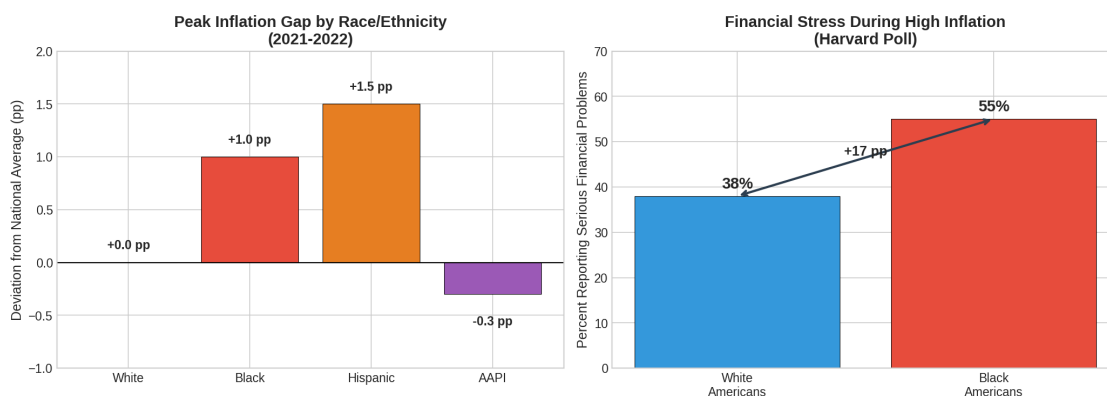 Peak Inflation Gap by Race/Ethnicity
(2021-2022)
Deviation from National Average (pp)
2.0
1.5
1.0
0.5
0.0
−0.5
−1.0
+0.0 pp
+1.0 pp
+1.5 pp
-0.3 pp
White
Black
Hispanic
AAPI
Financial Stress During High Inflation
(Harvard Poll)
Percent Reporting Serious Financial Problems
70
60
50
40
30
20
10
0
38%
+17 pp
55%
White
Americans
Black
Americans